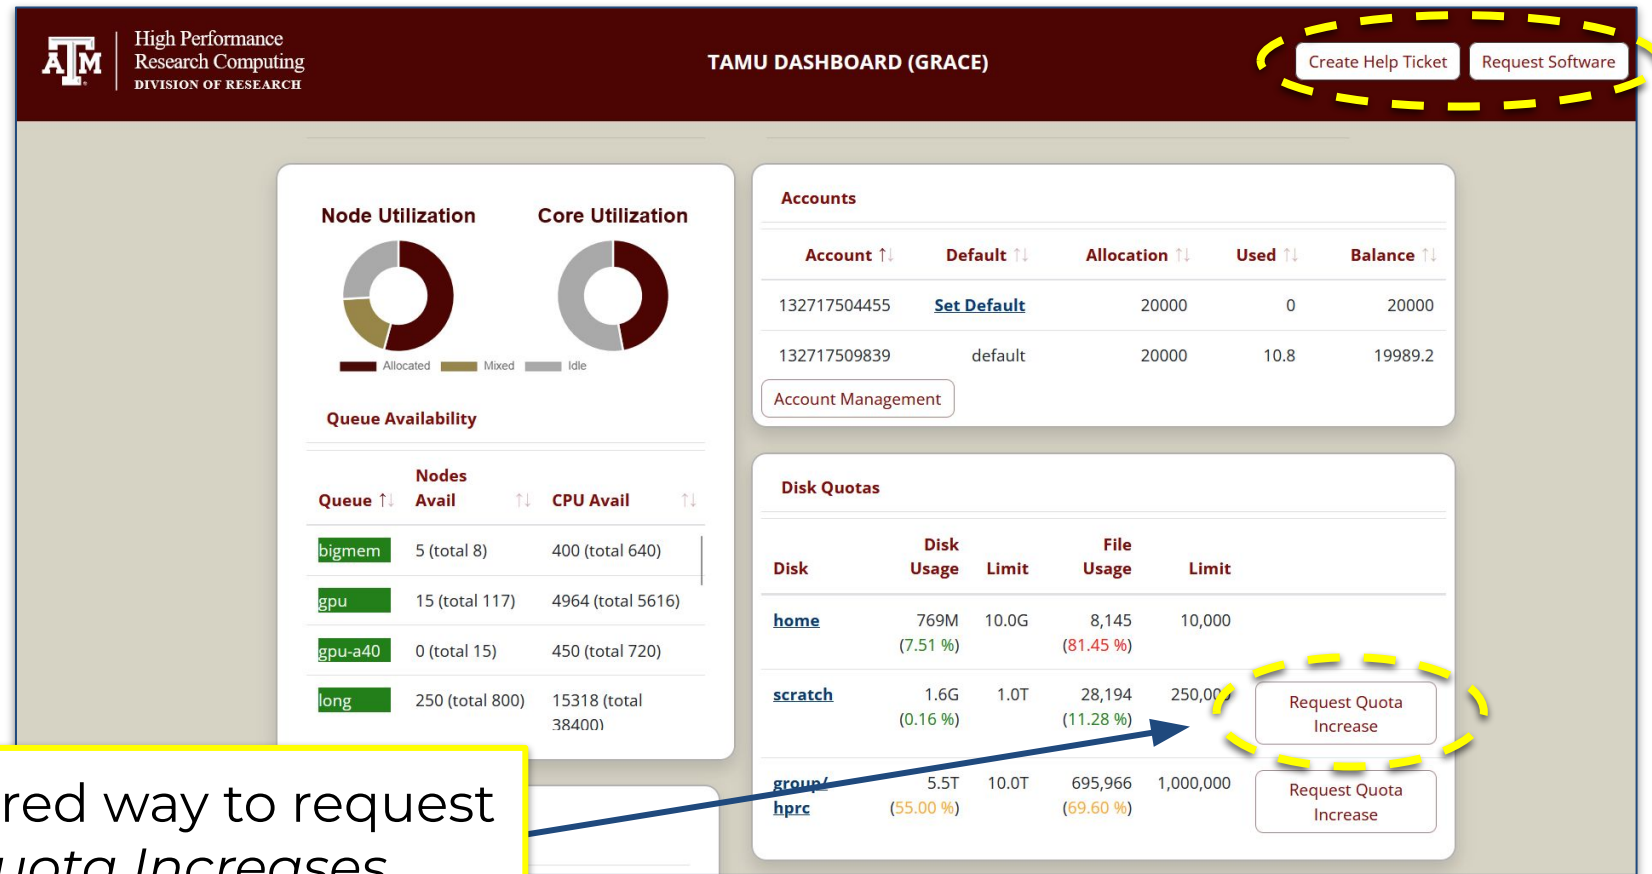 High Performance
Research Computing
DIVISION OF RESEARCH
TAMU DASHBOARD (GRACE)
Create Help Ticket Request Software
Node Utilization Core Utilization
Allocated Mixed Idle
Queue Availability
Queue ↑↓ Nodes Avail ↑↓ CPU Avail ↑↓
bigmem 5 (total 8) 400 (total 640)
gpu 15 (total 117) 4964 (total 5616)
gpu-a40 0 (total 15) 450 (total 720)
long 250 (total 800) 15318 (total
38400)
Accounts
Account ↑↓ Default ↑↓ Allocation ↑↓ Used ↑↓ Balance ↑↓
132717504455 Set Default 20000 0 20000
132717509839 default 20000 10.8 19989.2
Account Management
Disk Quotas
Disk Disk Usage Limit File Usage Limit
home 769M 10.0G 8,145 10,000
(7.51 %) (81.45 %)
scratch 1.6G 1.0T 28,194 250,000 Request Quota
(0.16 %) (11.28 %) Increase
group/ 5.5T 10.0T 695,966 1,000,000 Request Quota
hprc (55.00 %) (69.60 %) Increase
red way to request
uota Increases